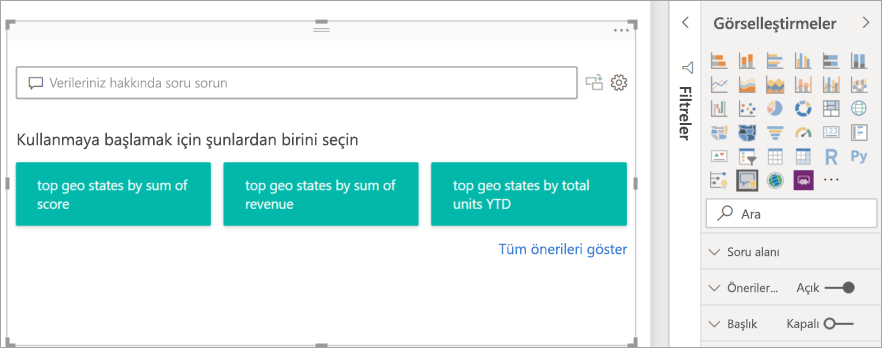 Verileriniz hakkında soru sorun
Kullanmaya başlamak için şunlardan birini seçin
top geo states by sum of
score
top geo states by sum of
revenue
top geo states by total
units YTD
Tüm önerileri göster
Filtreler
Görselleştirmeler
123
R
Py
Ara
Soru alanı
Öneriler... Açık
Başlık Kapalı